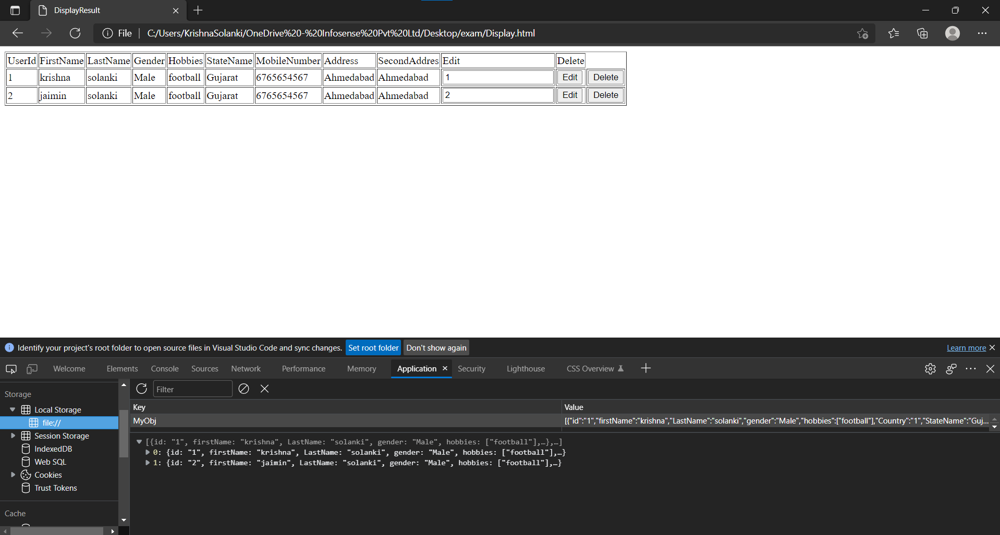 DisplayResult
File C:/Users/KrishnaSolanki/OneDrive%20-%20Infosense%20Pvt%20Ltd/Desktop/exam/Display.html
UserId FirstName LastName Gender Hobbies StateName MobileNumber Address SecondAddres Edit Delete
1 krishna solanki Male football Gujarat 6765654567 Ahmedabad Ahmedabad 1 Edit Delete
2 jaimin solanki Male football Gujarat 6765654567 Ahmedabad Ahmedabad 2 Edit Delete
Identify your project's root folder to open source files in Visual Studio Code and sync changes. Set root folder Don't show again Learn more
Welcome Elements Console Sources Network Performance Memory Application Security Lighthouse CSS Overview
Filter
Storage
Local Storage
file://
Session Storage
IndexedDB
Web SQL
Cookies
Trust Tokens
Cache
Key Value
MyObj [{"id":"1","firstName":"krishna","LastName":"solanki","gender":"Male","hobbies":["football"],"Country":"1","StateName":"Guj...
[{id: "1", firstName: "krishna", LastName: "solanki", gender: "Male", hobbies: ["football"],…},…]
0: {id: "1", firstName: "krishna", LastName: "solanki", gender: "Male", hobbies: ["football"],…}
1: {id: "2", firstName: "jaimin", LastName: "solanki", gender: "Male", hobbies: ["football"],…}